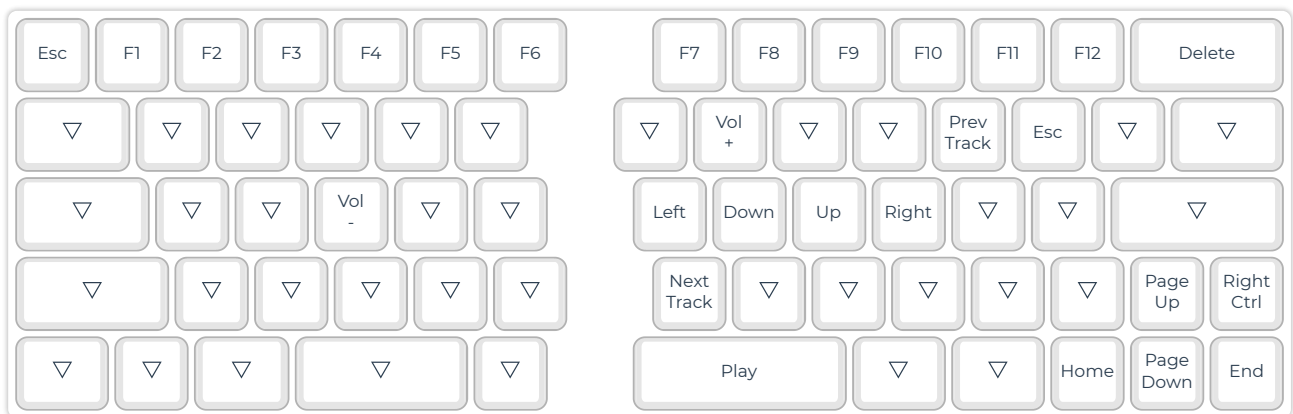 Esc F1 F2 F3 F4 F5 F6 F7 F8 F9 F10 F11 F12 Delete
▽ ▽ ▽ ▽ ▽ ▽ ▽ Vol
+ ▽ ▽ Prev
Track Esc ▽ ▽
▽ ▽ ▽ Vol
- ▽ ▽ Left Down Up Right ▽ ▽ ▽
▽ ▽ ▽ ▽ ▽ ▽ Next
Track ▽ ▽ ▽ ▽ ▽ Page
Up Right
Ctrl
▽ ▽ ▽ ▽ ▽ Play ▽ ▽ Home Page
Down End